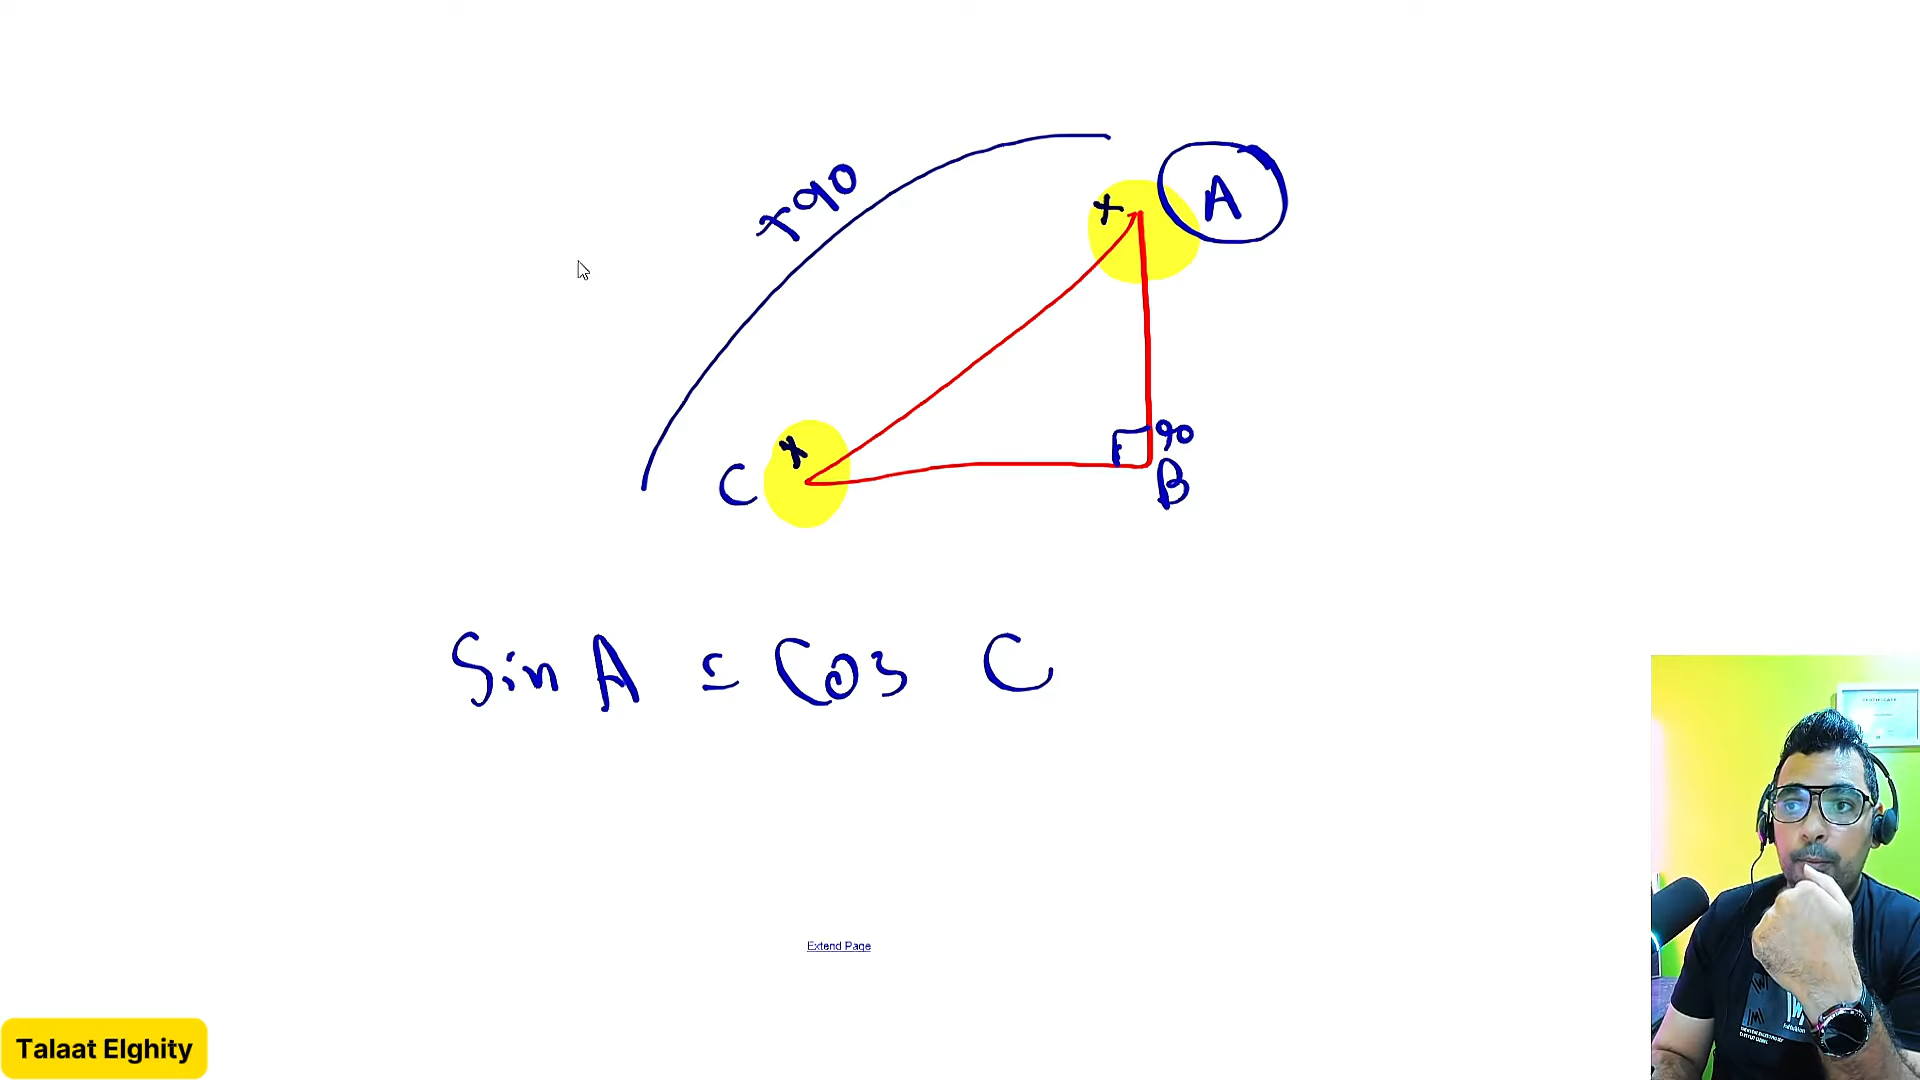 90
A
x
x
90
C
B
Sin A = Cos C
Extend Page
Talaat Elghity